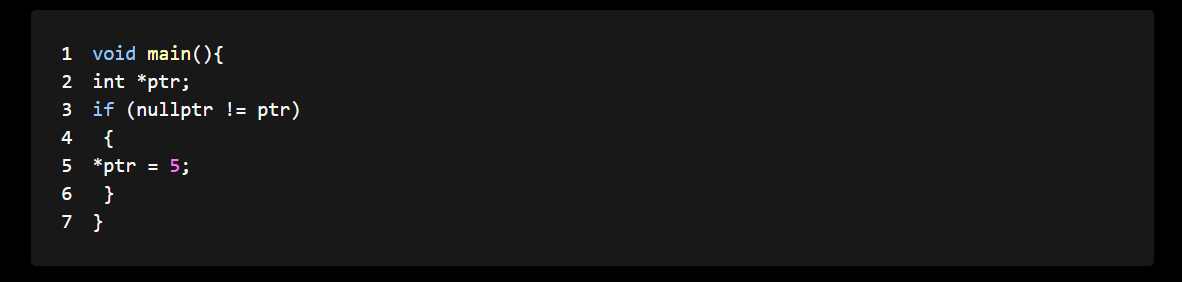 1 void main(){
2 int *ptr;
3 if (nullptr != ptr)
4 {
5 *ptr = 5;
6 }
7 }